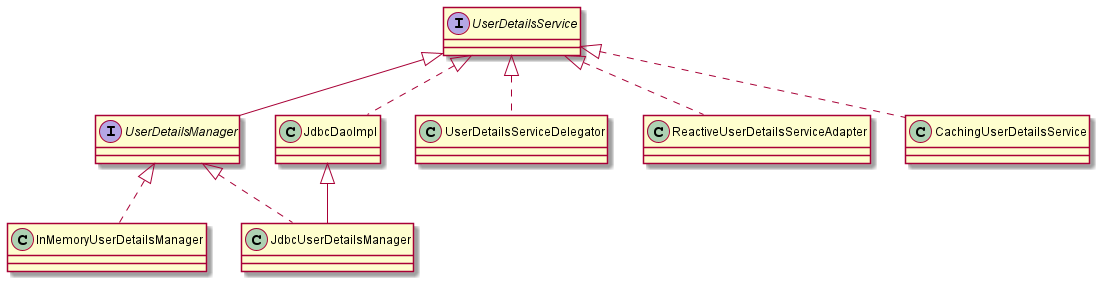 I UserDetailsService
I UserDetailsManager
C JdbcDaoImpl
C UserDetailsServiceDelegator
C ReactiveUserDetailsServiceAdapter
C CachingUserDetailsService
C InMemoryUserDetailsManager
C JdbcUserDetailsManager